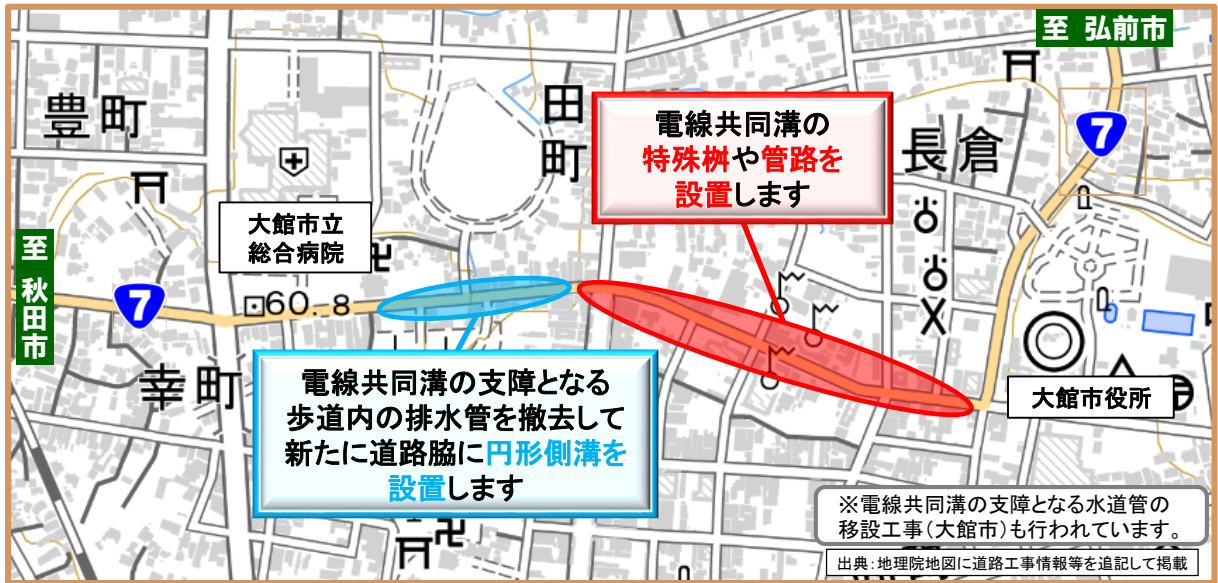 至 弘前市
豊町
田町
電線共同溝の
特殊桝や管路を
設置します
長倉
7
大館市立
総合病院
至 秋田市
7
60.8
幸町
電線共同溝の支障となる
歩道内の排水管を撤去して
新たに道路脇に円形側溝を
設置します
大館市役所
※電線共同溝の支障となる水道管の
移設工事(大館市)も行われています。
出典:地理院地図に道路工事情報等を追記して掲載